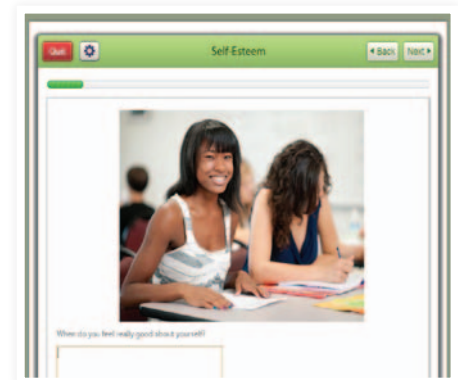 Quit
Self-Esteem
Back
Next
When do you feel really good about yourself?